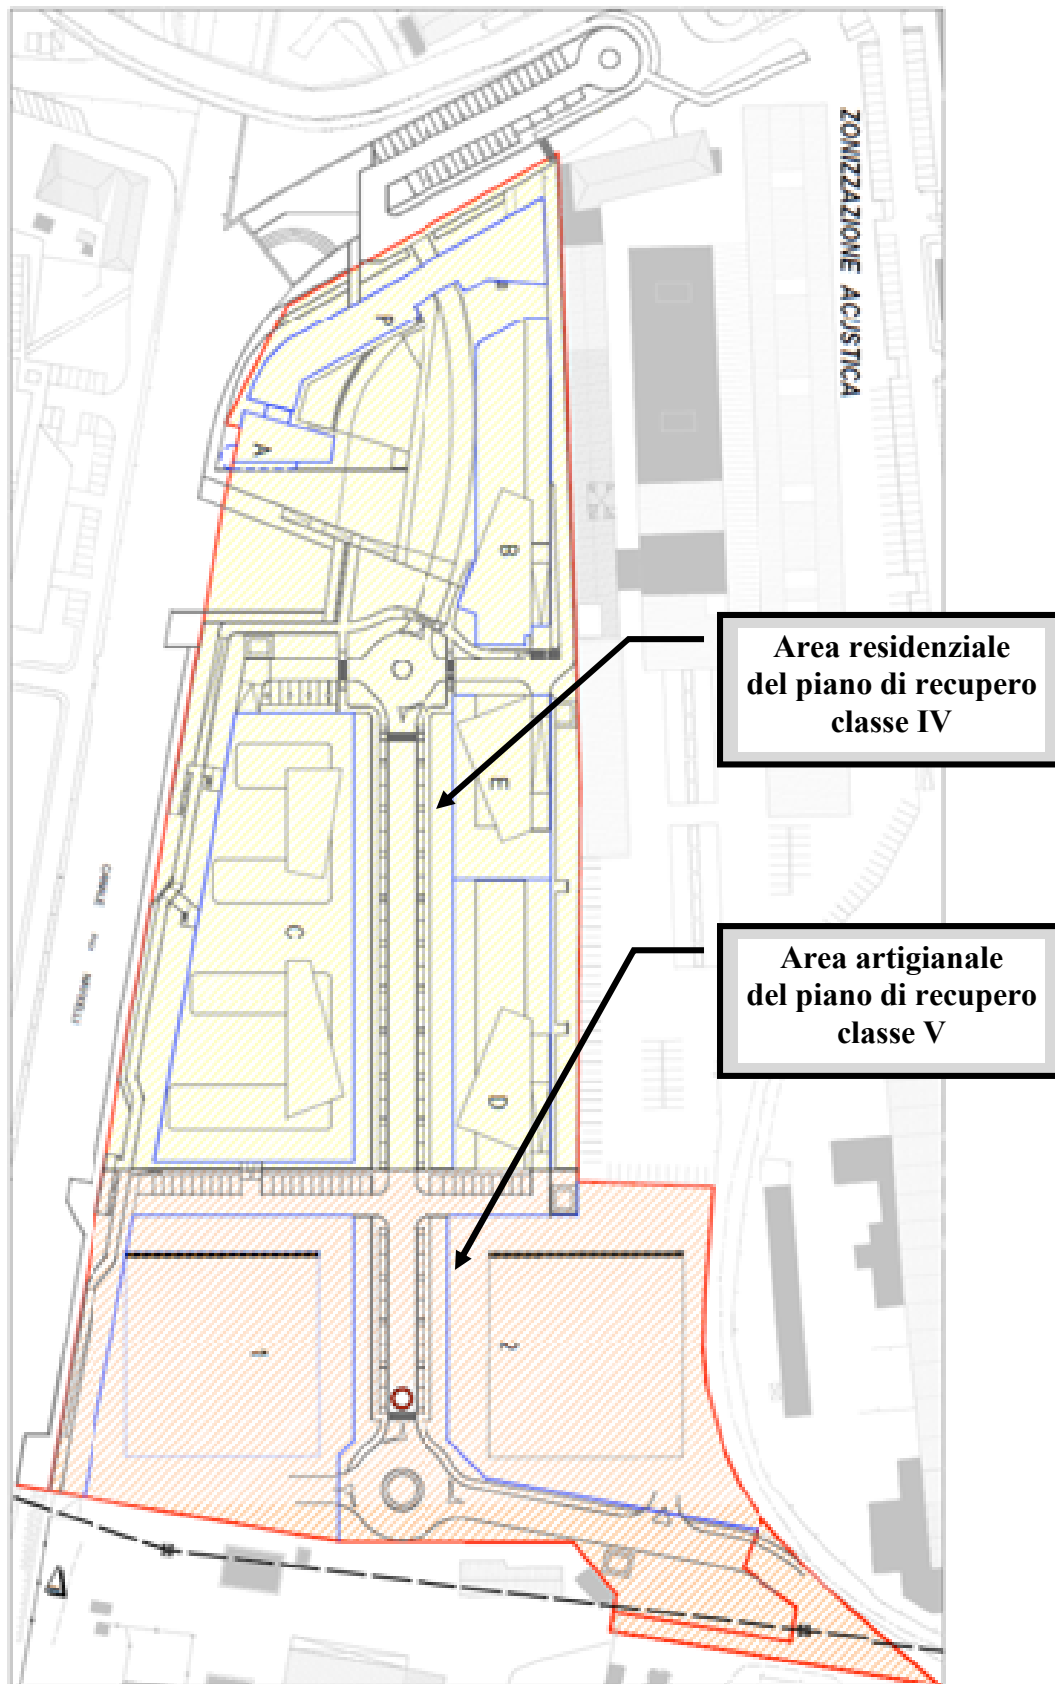 ZONIZZAZIONE ACUSTICA
P
A
B
Area residenziale
del piano di recupero
classe IV
E
C
Area artigianale
del piano di recupero
classe V
D
1
2